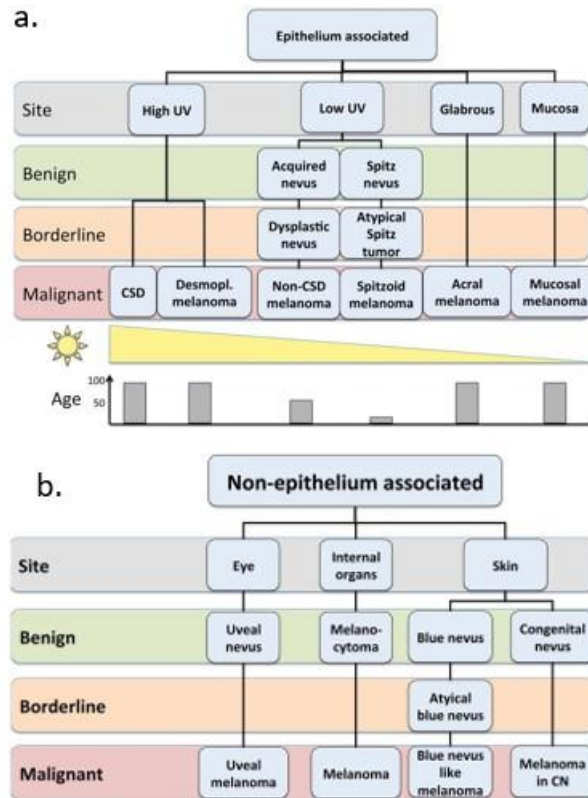 a.
Epithelium associated
Site
High UV
Low UV
Glabrous
Mucosa
Benign
Acquired
nevus
Spitz
nevus
Borderline
Dysplastic
nevus
Atypical
Spitz
tumor
Malignant
CSD
Desmopl.
melanoma
Non-CSD
melanoma
Spitzoid
melanoma
Acral
melanoma
Mucosal
melanoma
Age
100
50
b.
Non-epithelium associated
Site
Eye
Internal
organs
Skin
Benign
Uveal
nevus
Melano-
cytoma
Blue nevus
Congenital
nevus
Borderline
Atyical
blue nevus
Malignant
Uveal
melanoma
Melanoma
Blue nevus
like
melanoma
Melanoma
in CN